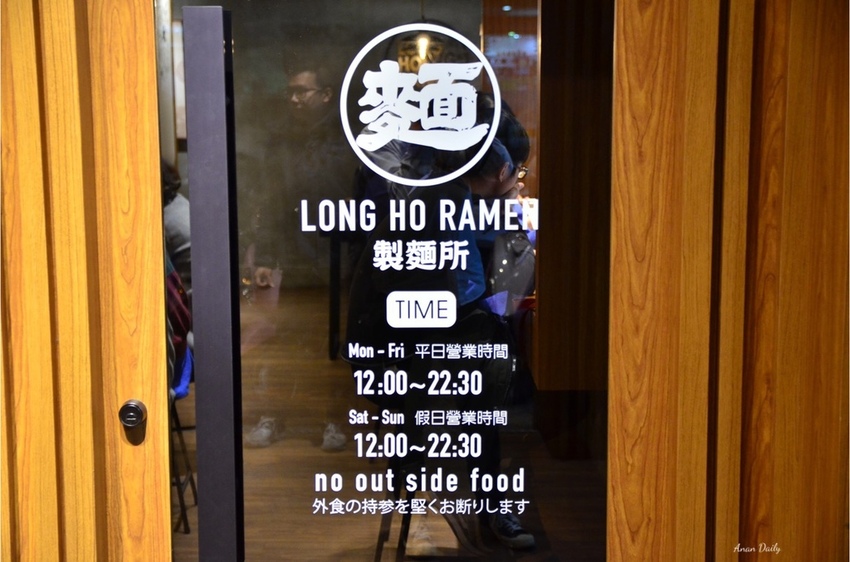 麵
LONG HO RAMEN
製麵所
TIME
Mon - Fri 平日營業時間
12:00~22:30
Sat - Sun 假日營業時間
12:00~22:30
no out side food
外食の持参を堅くお断りします
Anan Daily